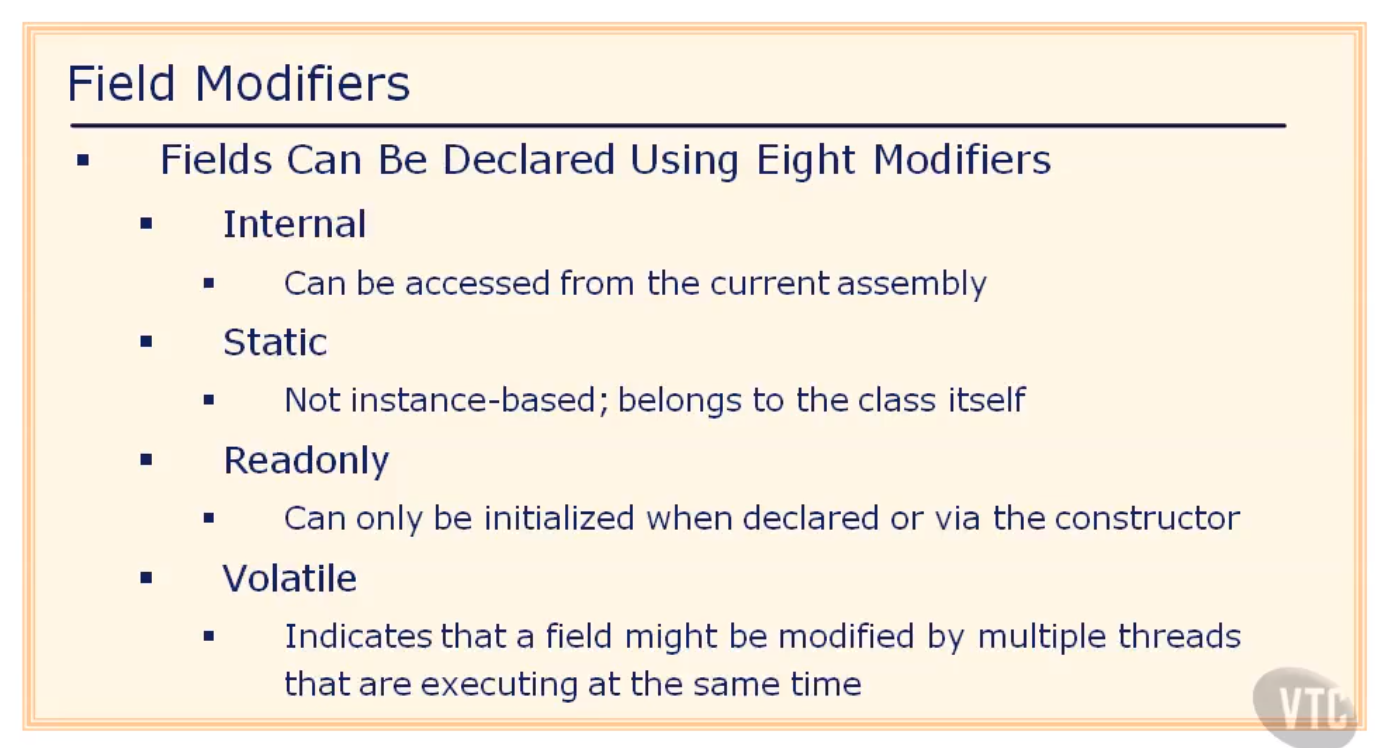 Field Modifiers
Fields Can Be Declared Using Eight Modifiers
Internal
Can be accessed from the current assembly
Static
Not instance-based; belongs to the class itself
Readonly
Can only be initialized when declared or via the constructor
Volatile
Indicates that a field might be modified by multiple threads
that are executing at the same time
VTC